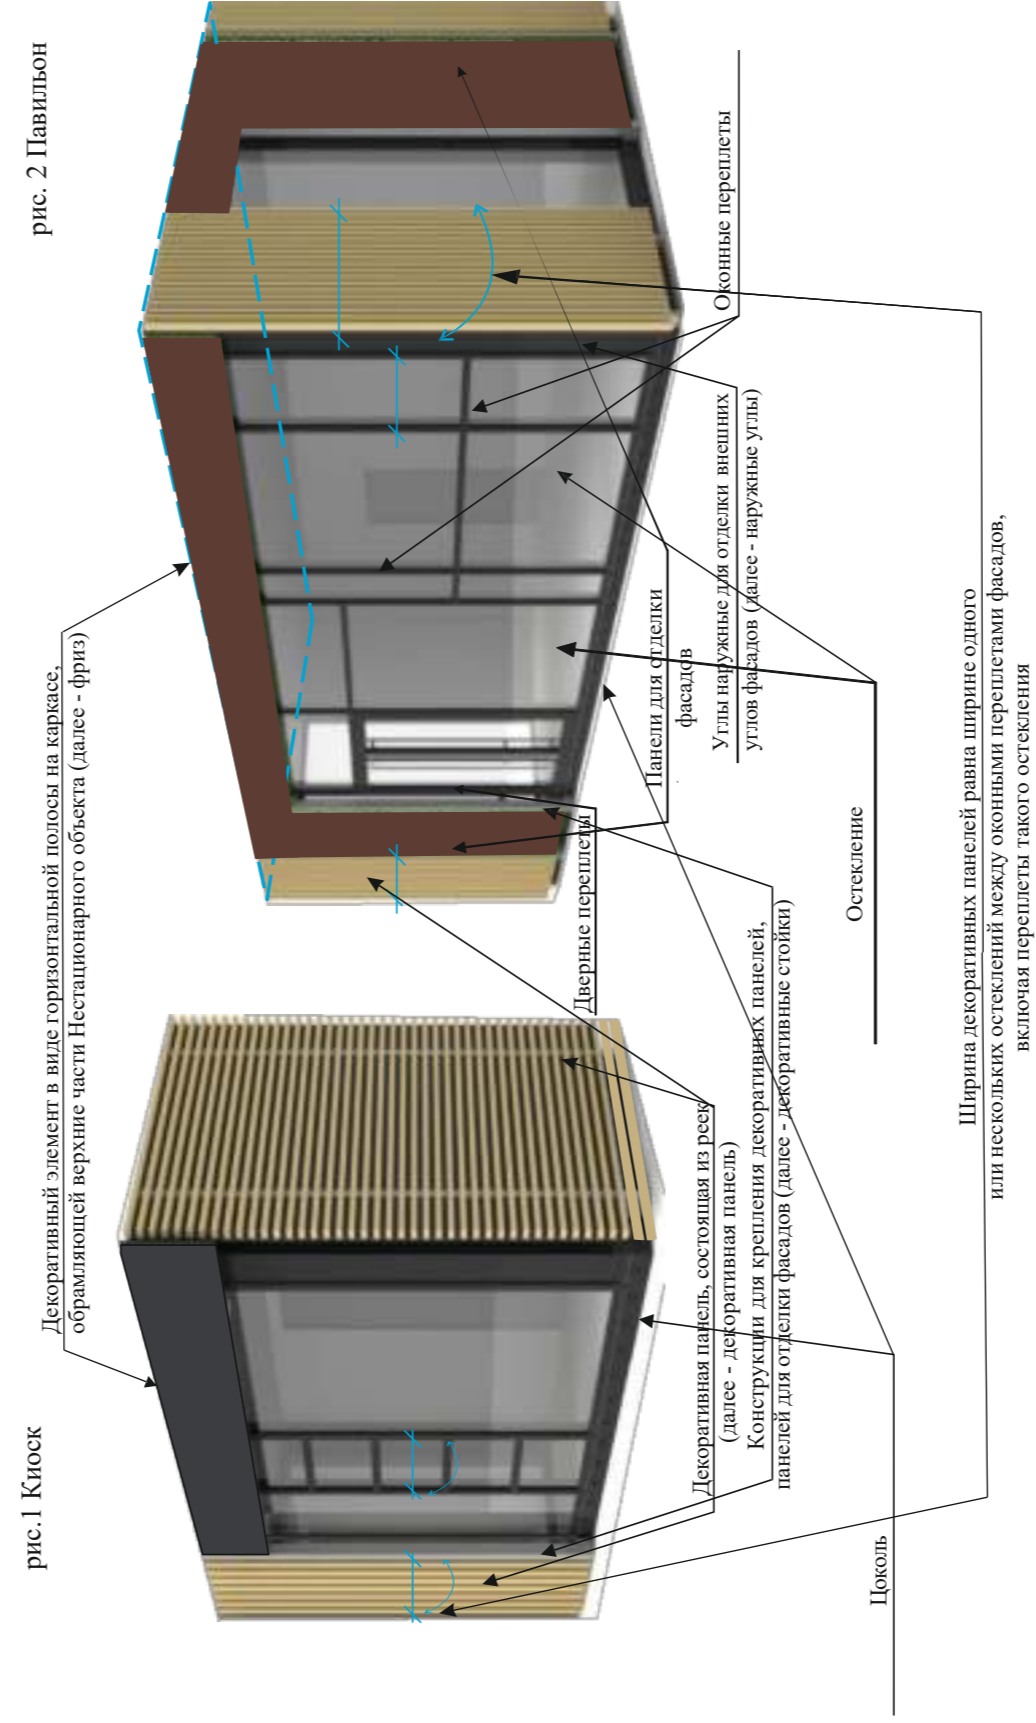 рис.1 Киоск
рис. 2 Павильон
Декоративный элемент в виде горизонтальной полосы на каркасе,
обрамляющей верхние части Нестационарного объекта (далее - фриз)
Оконные переплеты
Углы наружные для отделки внешних
углов фасадов (далее - наружные углы)
Панели для отделки
фасадов
Дверные переплеты
Декоративная панель, состоящая из реек
(далее - декоративная панель)
Конструкции для крепления декоративных панелей,
панелей для отделки фасадов (далее - декоративные стойки)
Остекление
Цоколь
Ширина декоративных панелей равна ширине одного
или нескольких остеклений между оконными переплетами фасадов,
включая переплеты такого остекления